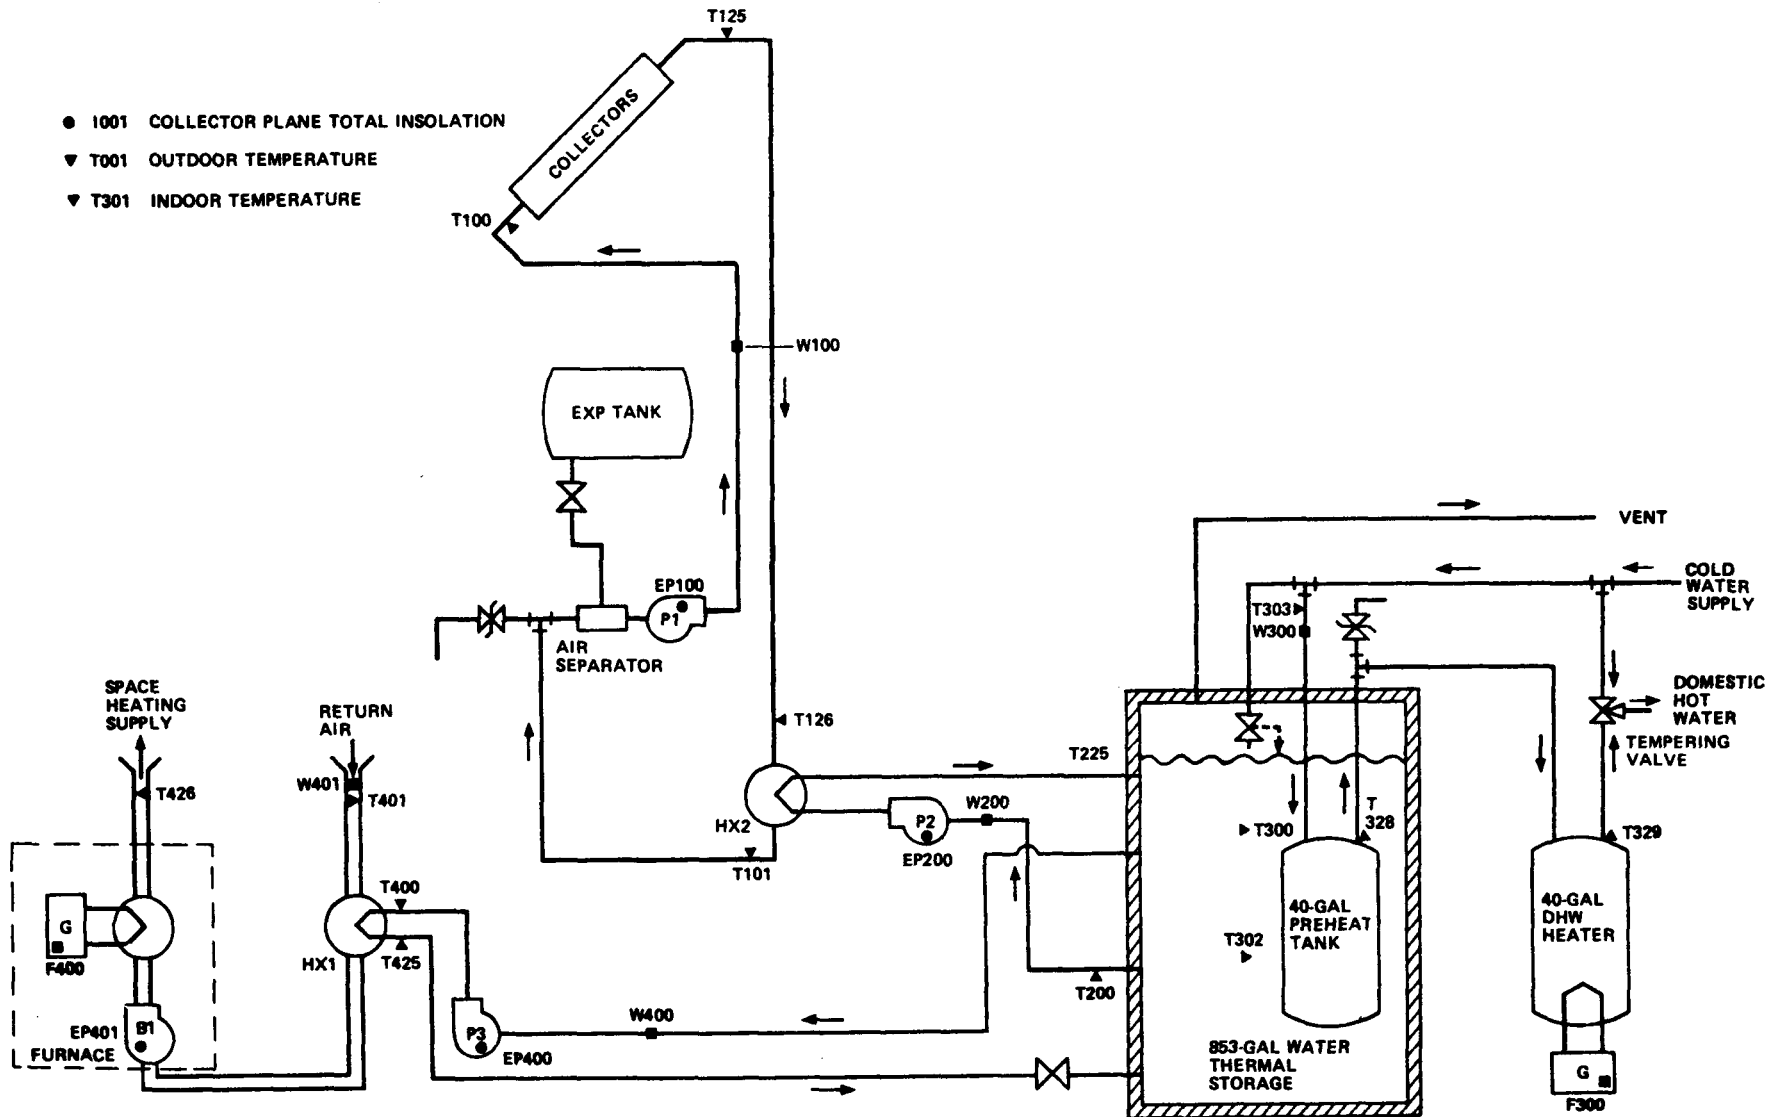 T125
● I001 COLLECTOR PLANE TOTAL INSOLATION
▼ T001 OUTDOOR TEMPERATURE
▼ T301 INDOOR TEMPERATURE
COLLECTORS
T100
W100
EXP TANK
VENT
EP100
P1
AIR
SEPARATOR
COLD
WATER
SUPPLY
T303
W300
SPACE
HEATING
SUPPLY
RETURN
AIR
DOMESTIC
HOT
WATER
TEMPERING
VALVE
T126
T225
W401
T401
T426
HX2
P2
EP200
W200
T101
T300
T
328
T329
T400
T425
HX1
G
F400
40-GAL
PREHEAT
TANK
40-GAL
DHW
HEATER
T302
T200
EP401
B1
FURNACE
P3
EP400
W400
853-GAL WATER
THERMAL
STORAGE
G
F300